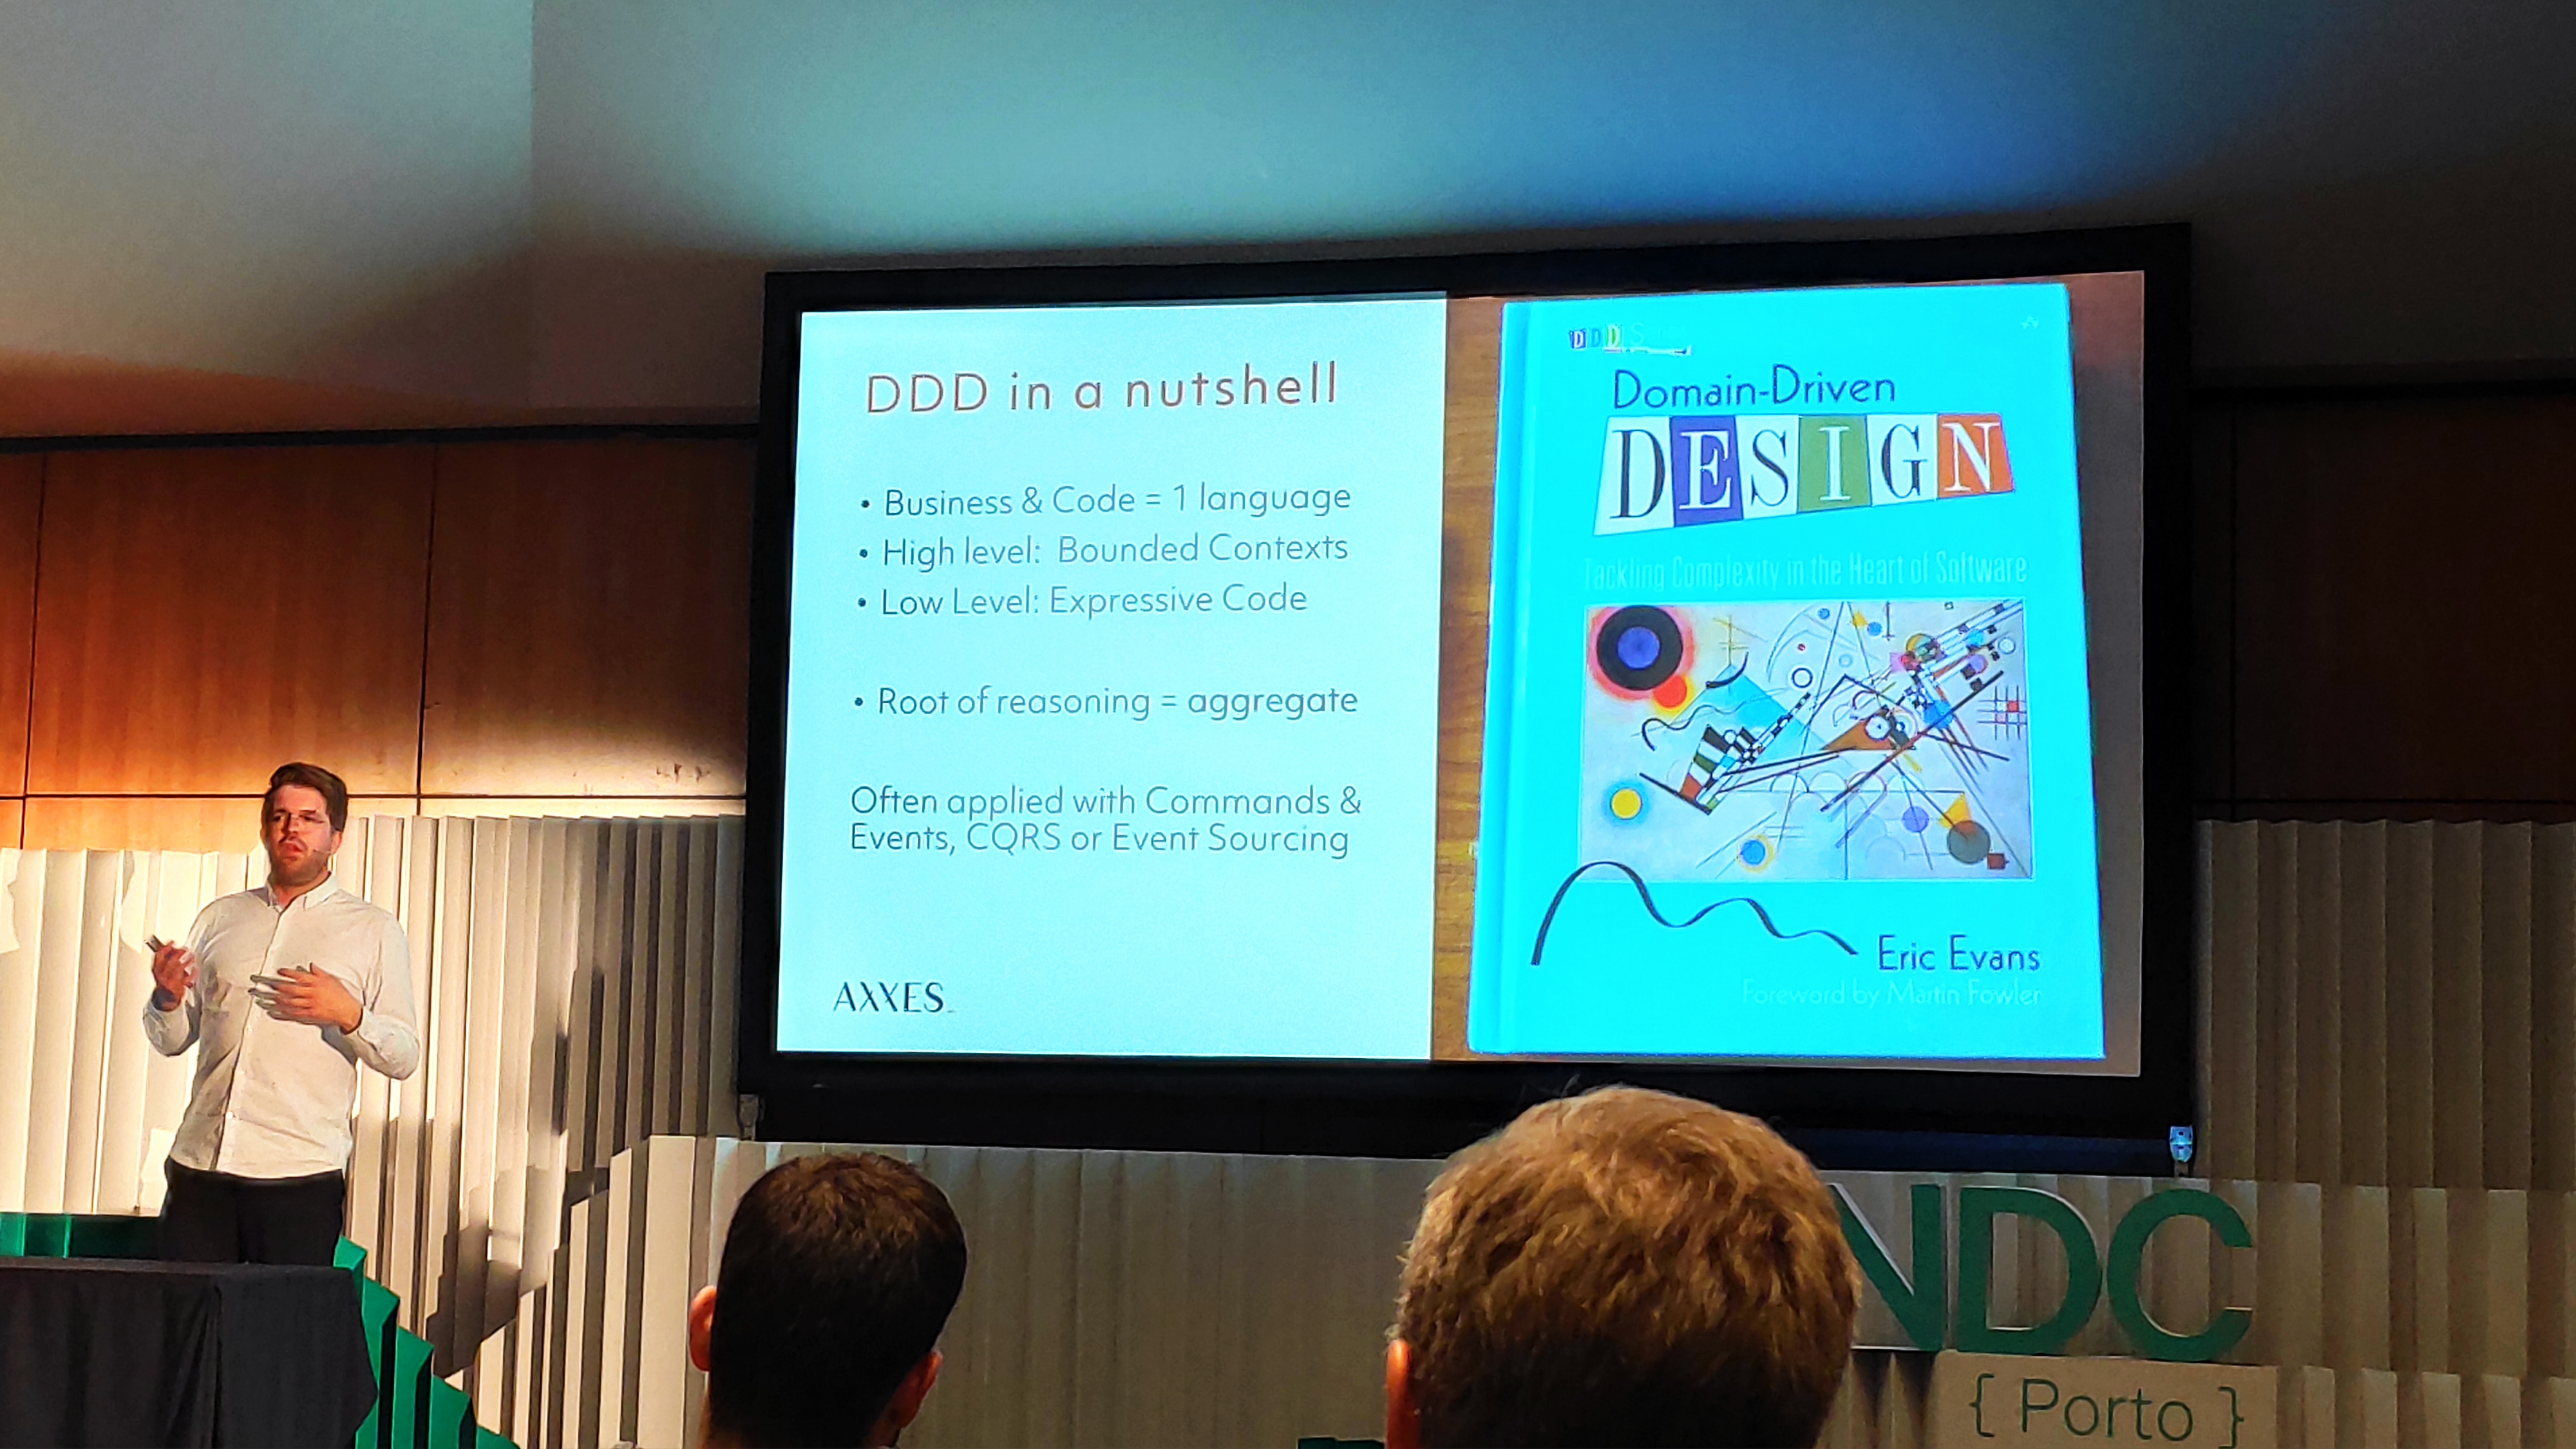 DDD in a nutshell
• Business & Code = 1 language
• High level: Bounded Contexts
• Low Level: Expressive Code
• Root of reasoning = aggregate
Often applied with Commands &
Events, CQRS or Event Sourcing
AXXES
DDD
Domain-Driven
DESIGN
Tackling Complexity in the Heart of Software
Eric Evans
Foreword by Martin Fowler
NDC
{ Porto }